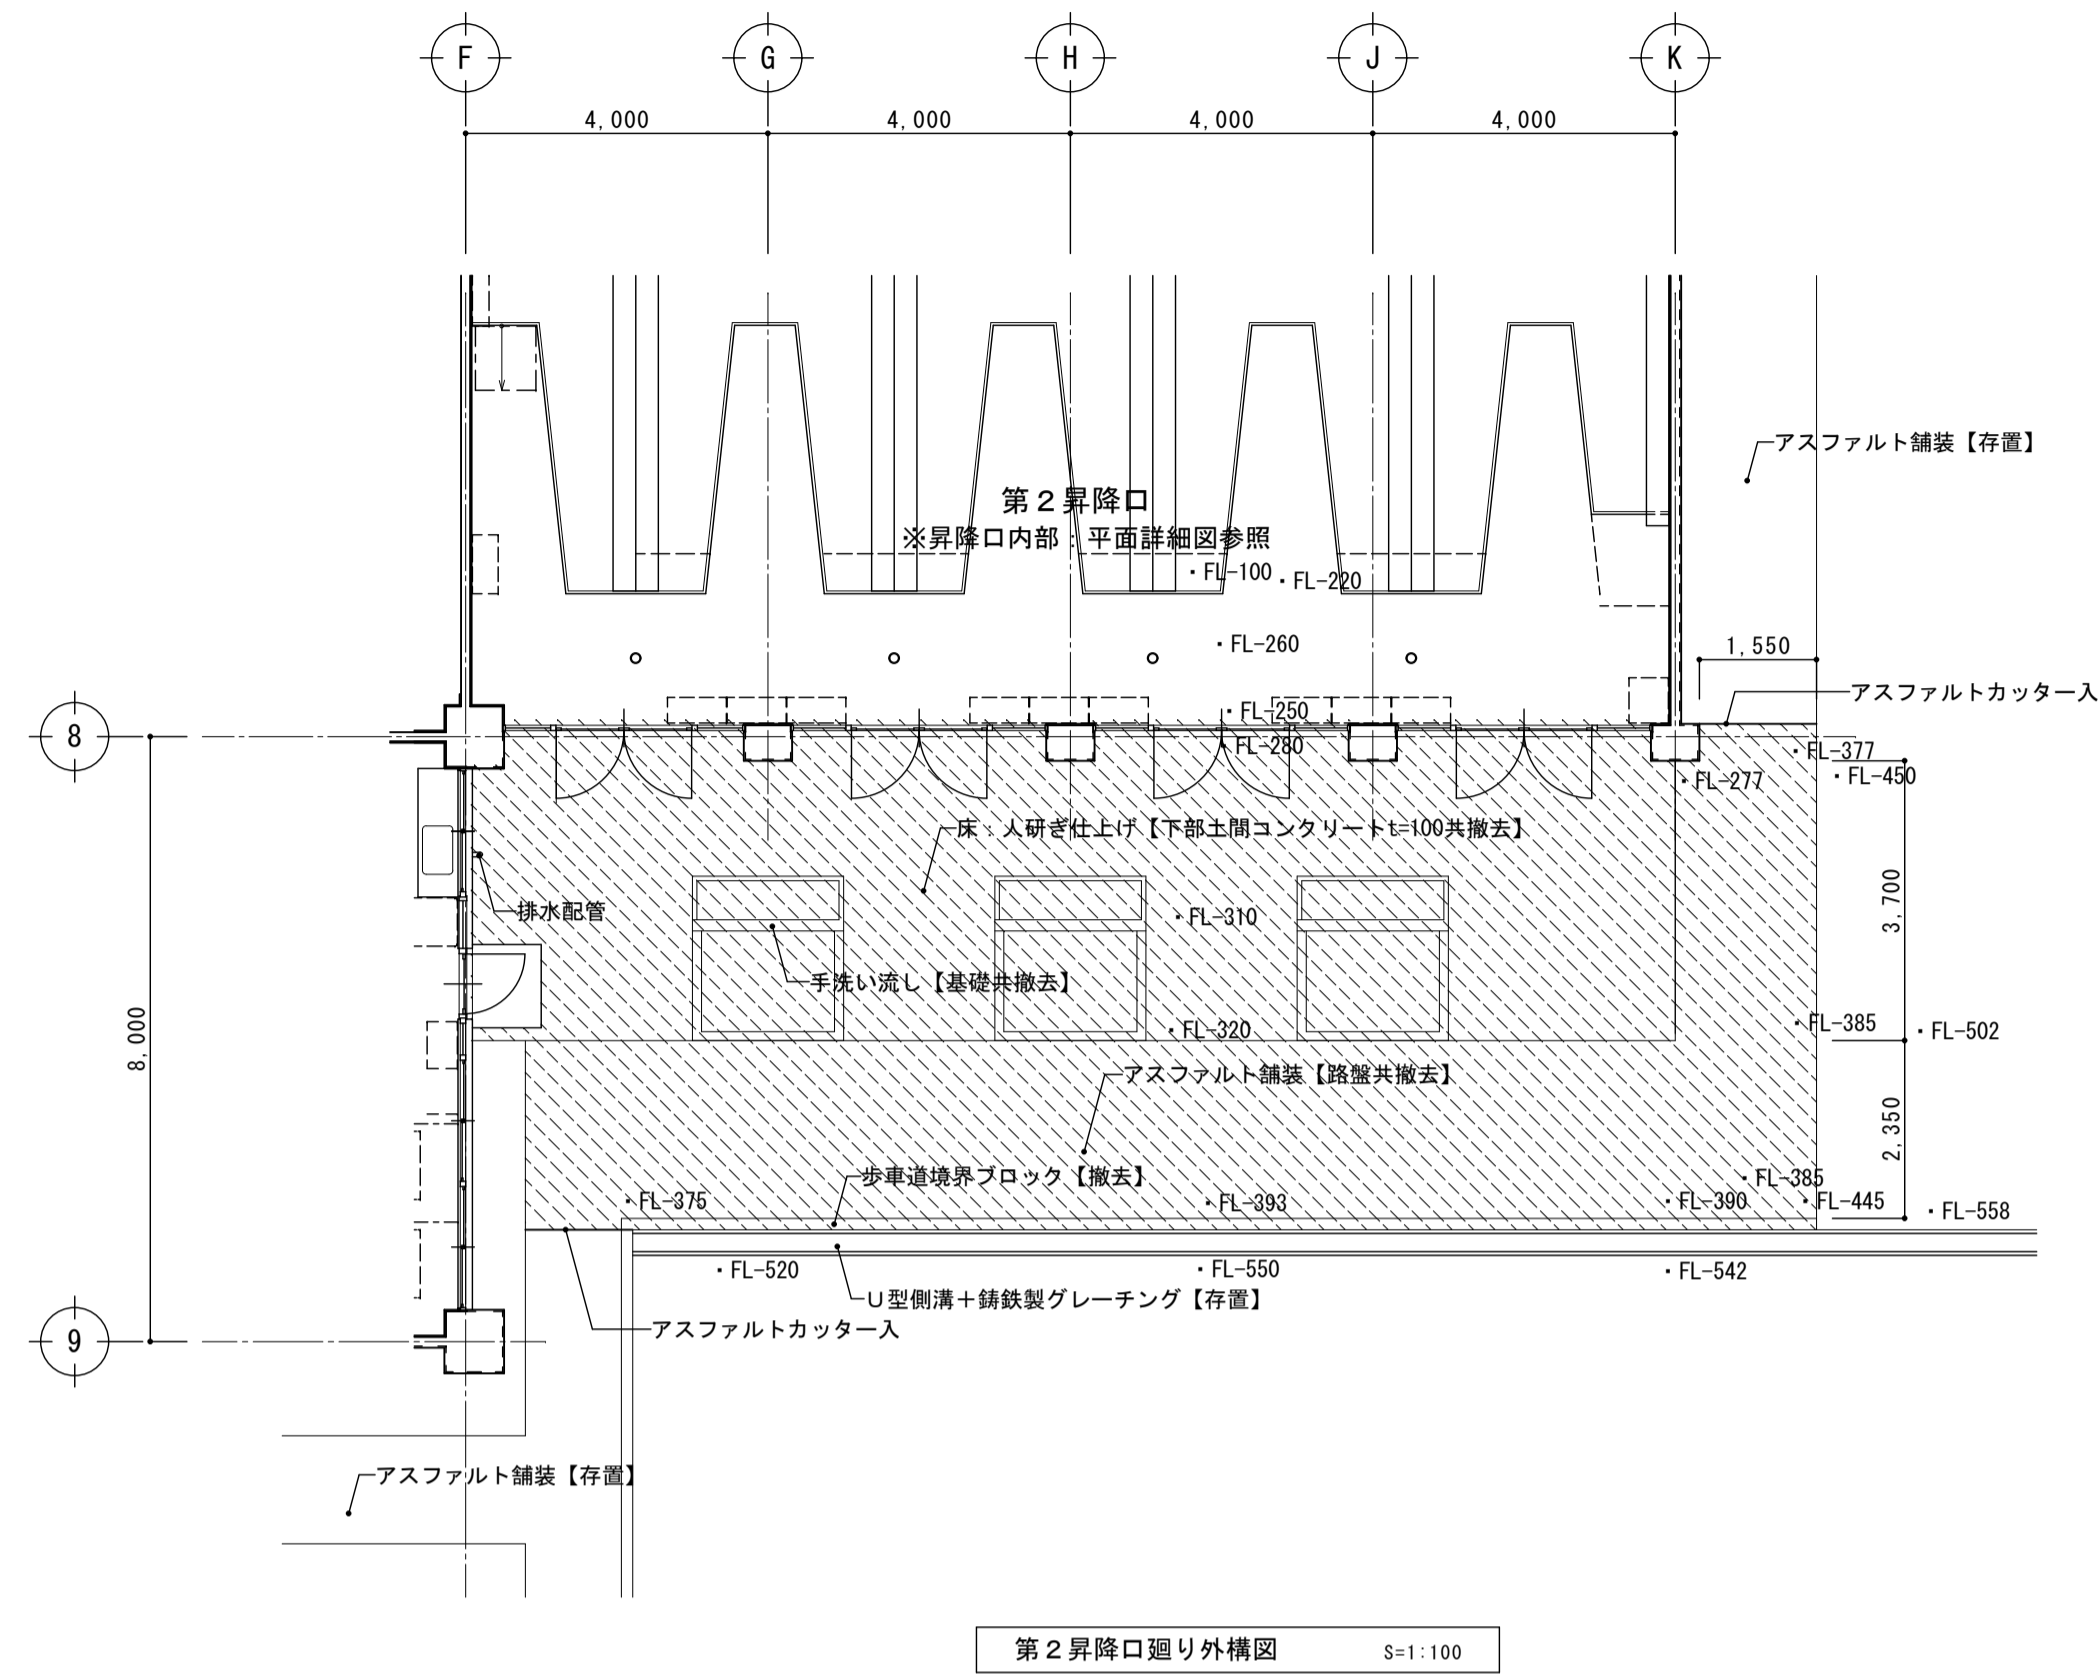 F G H J K
4,000 4,000 4,000 4,000
アスファルト舗装【存置】
第２昇降口
※昇降口内部：平面詳細図参照
FL-100
FL-220
FL-260
1,550
アスファルトカッター入
FL-250
8
FL-280
FL-377
FL-450
FL-277
床：人研ぎ仕上げ【下部土間コンクリートt=100共撤去】
3,700
排水配管
FL-310
手洗い流し【基礎共撤去】
8,000
FL-320
FL-385
FL-502
アスファルト舗装【路盤共撤去】
2,350
歩車道境界ブロック【撤去】
FL-385
FL-375
FL-393
FL-390
FL-445
FL-558
FL-520
FL-550
FL-542
U型側溝＋鋳鉄製グレーチング【存置】
アスファルトカッター入
9
アスファルト舗装【存置】
第２昇降口廻り外構図 S=1:100